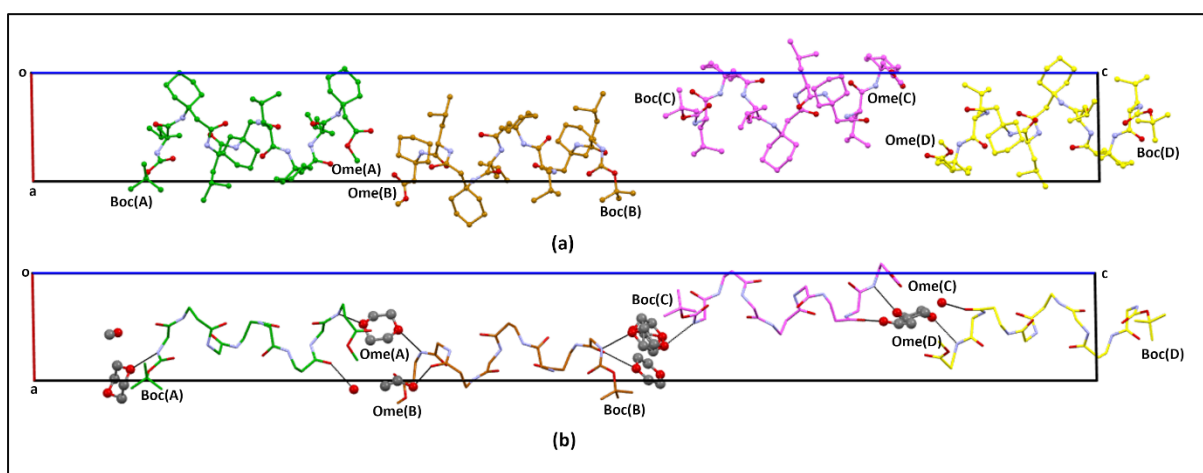 o
c
Boc(C)
Ome(C)
Ome(A)
Ome(D)
Boc(D)
a
Boc(A)
Ome(B)
Boc(B)
(a)
o
c
Boc(C)
Ome(C)
Ome(A)
Ome(D)
Boc(D)
a
Boc(A)
Ome(B)
Boc(B)
(b)